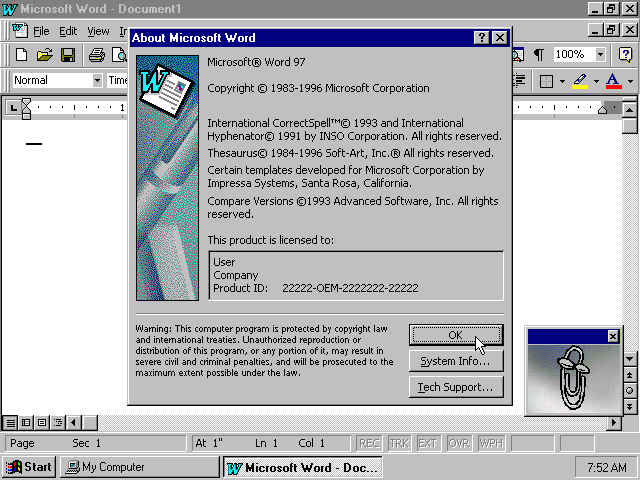 Microsoft Word - Document1
File Edit View In
About Microsoft Word
100%
Normal Time
1
Microsoft® Word 97
Copyright © 1983-1996 Microsoft Corporation
International CorrectSpell™© 1993 and International
Hyphenator© 1991 by INSO Corporation. All rights reserved.
Thesaurus© 1984-1996 Soft-Art, Inc.® All rights reserved.
Certain templates developed for Microsoft Corporation by
Impressa Systems, Santa Rosa, California.
Compare Versions ©1993 Advanced Software, Inc. All rights
reserved.
This product is licensed to:
User
Company
Product ID: 22222-OEM-2222222-22222
Warning: This computer program is protected by copyright law
and international treaties. Unauthorized reproduction or
distribution of this program, or any portion of it, may result in
severe civil and criminal penalties, and will be prosecuted to the
maximum extent possible under the law.
OK
System Info...
Tech Support...
Page Sec 1 At 1" Ln 1 Col 1 REC TRK EXT OVR WPH
Start My Computer Microsoft Word - Doc... 7:52 AM